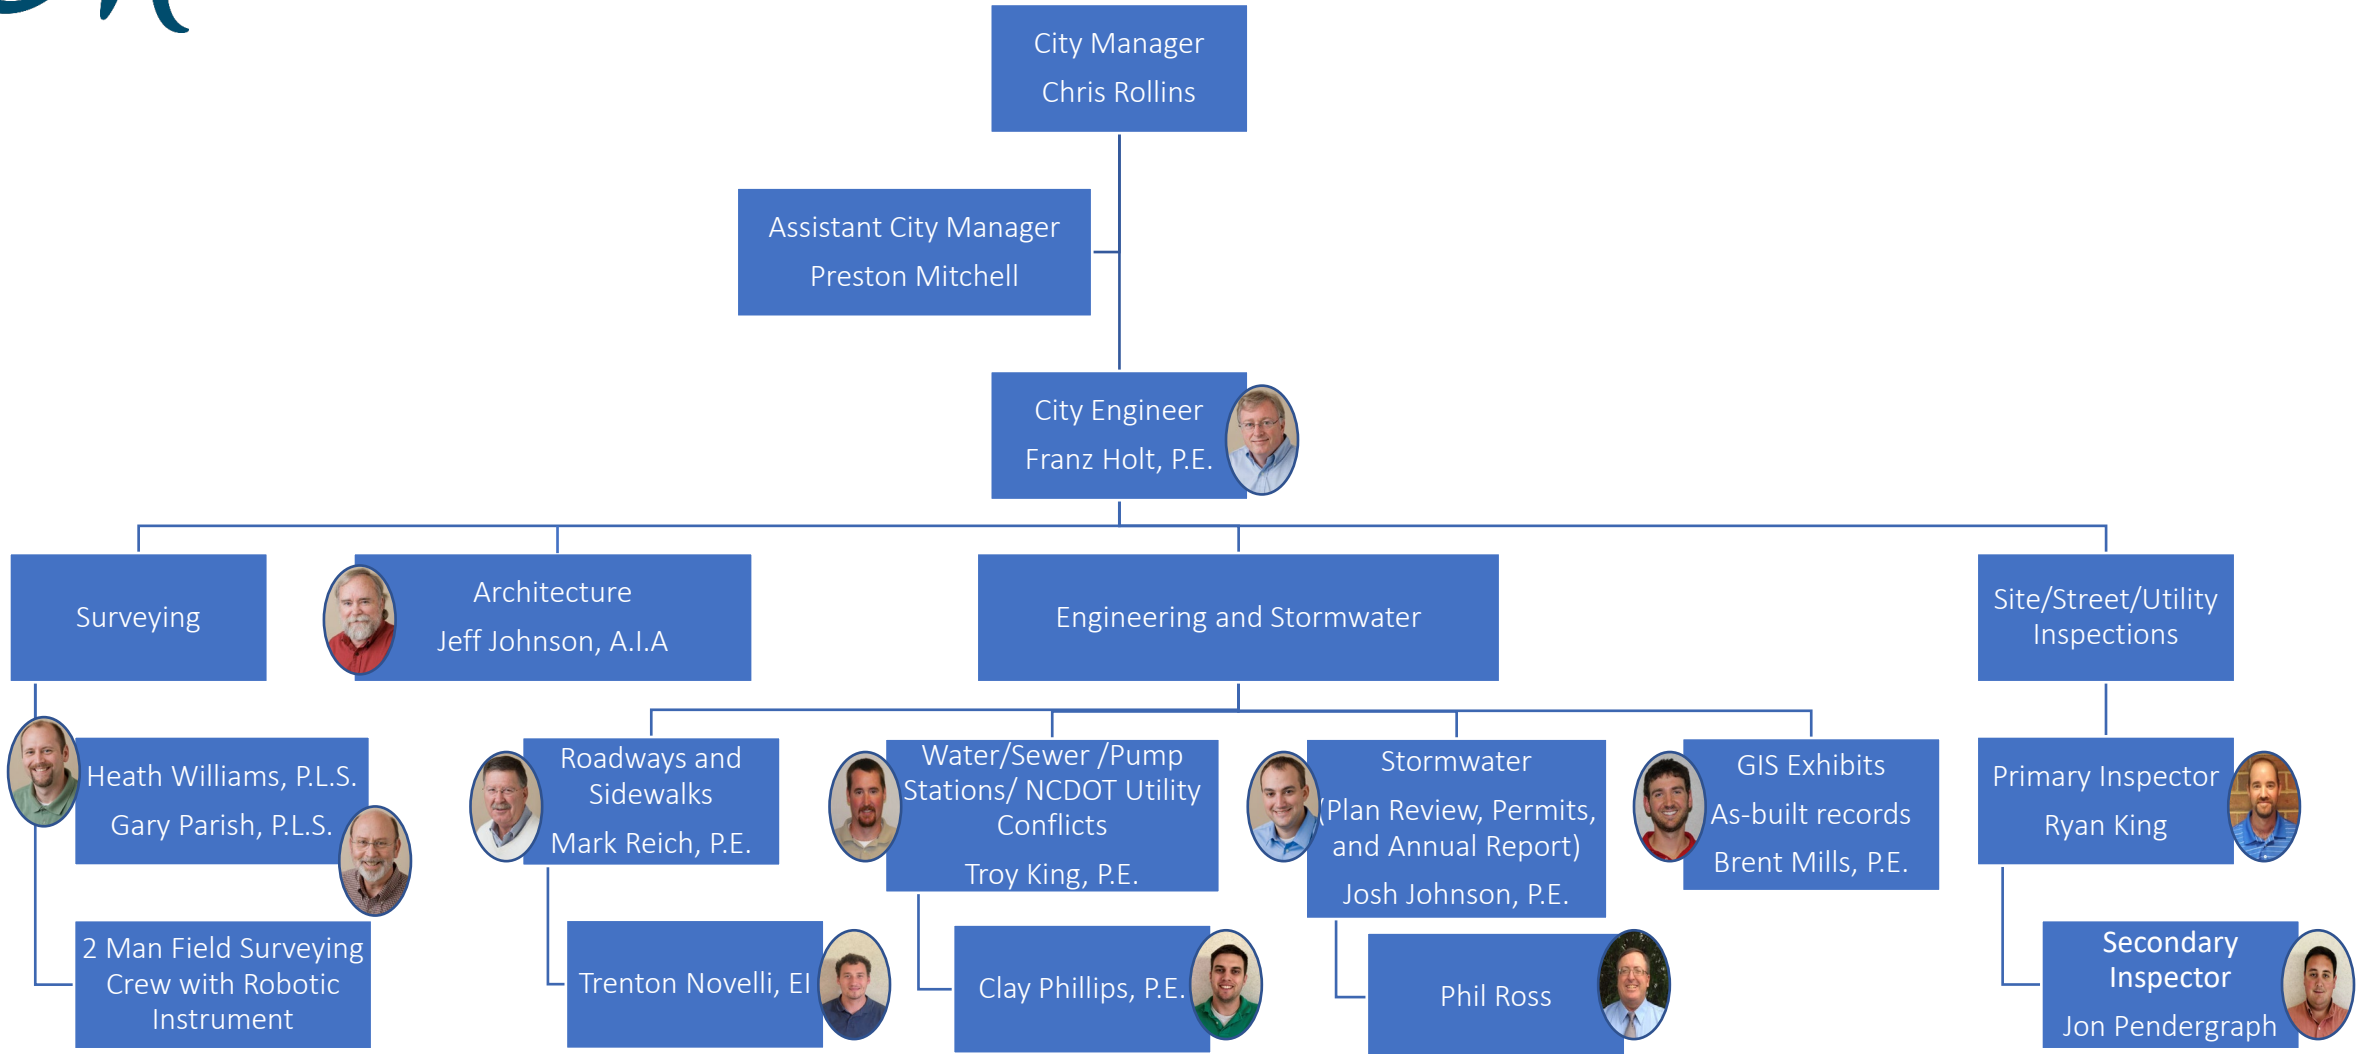 City Manager
Chris Rollins
Assistant City Manager
Preston Mitchell
City Engineer
Franz Holt, P.E.
Surveying
Architecture
Jeff Johnson, A.I.A
Engineering and Stormwater
Site/Street/Utility
Inspections
Heath Williams, P.L.S.
Gary Parish, P.L.S.
Roadways and
Sidewalks
Mark Reich, P.E.
Water/Sewer /Pump
Stations/ NCDOT Utility
Conflicts
Troy King, P.E.
Stormwater
(Plan Review, Permits,
and Annual Report)
Josh Johnson, P.E.
GIS Exhibits
As-built records
Brent Mills, P.E.
Primary Inspector
Ryan King
2 Man Field Surveying
Crew with Robotic
Instrument
Trenton Novelli, EI
Clay Phillips, P.E.
Phil Ross
Secondary
Inspector
Jon Pendergraph